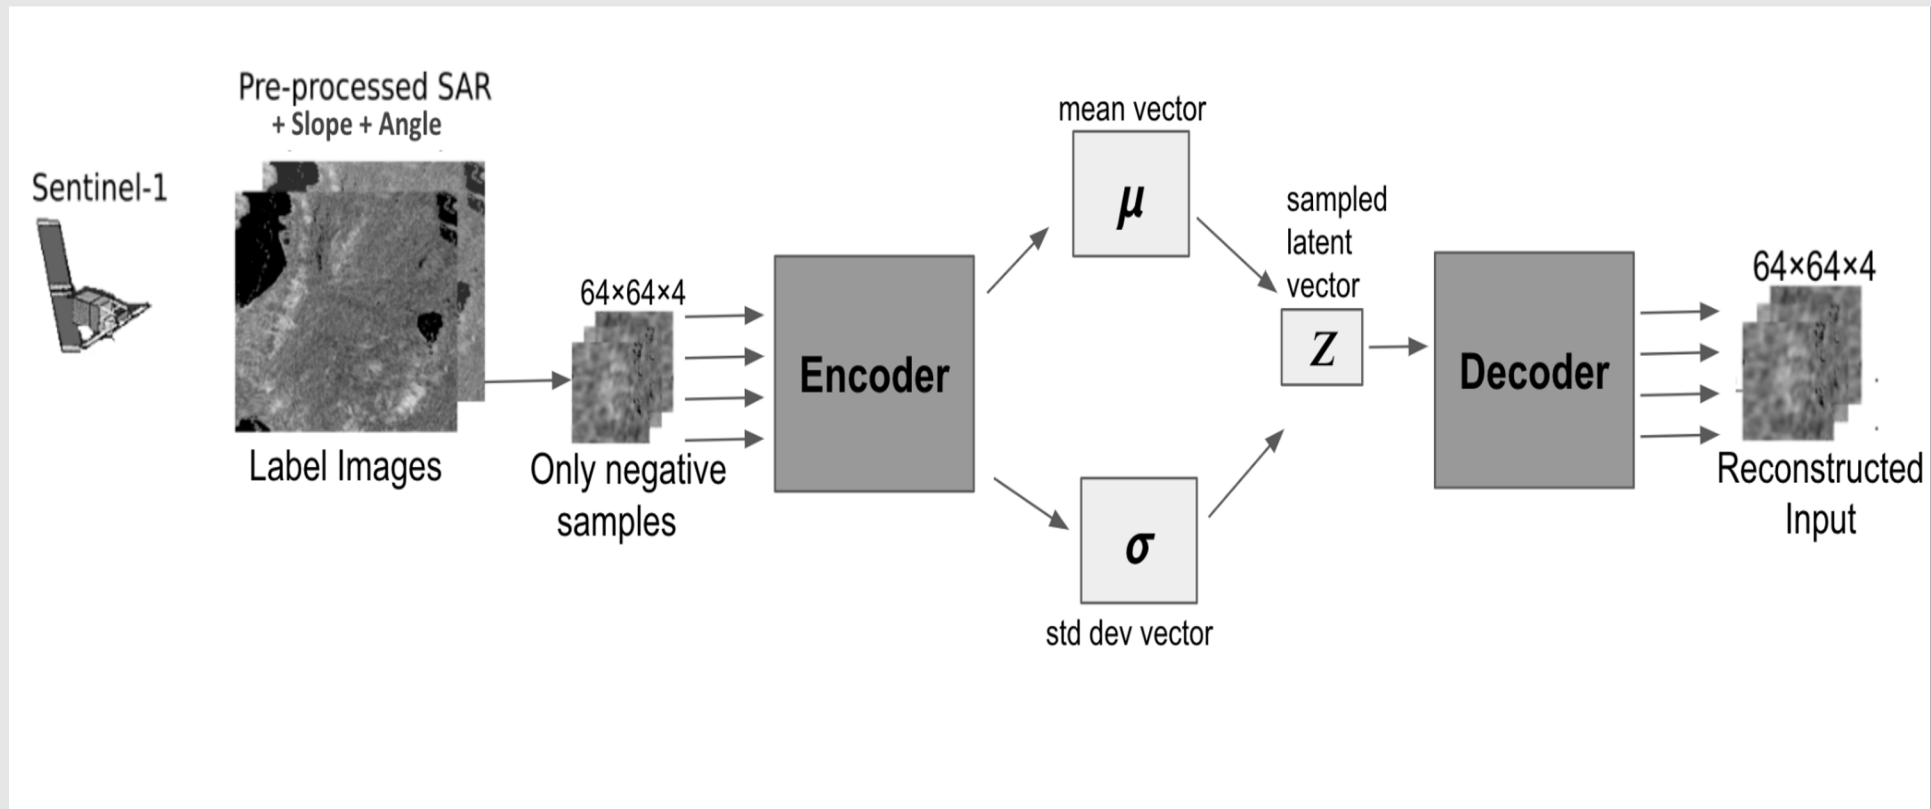 Pre-processed SAR
+ Slope + Angle
Sentinel-1
Label Images
64×64×4
Only negative
samples
Encoder
mean vector
μ
σ
std dev vector
sampled
latent
vector
Z
Decoder
64×64×4
Reconstructed
Input